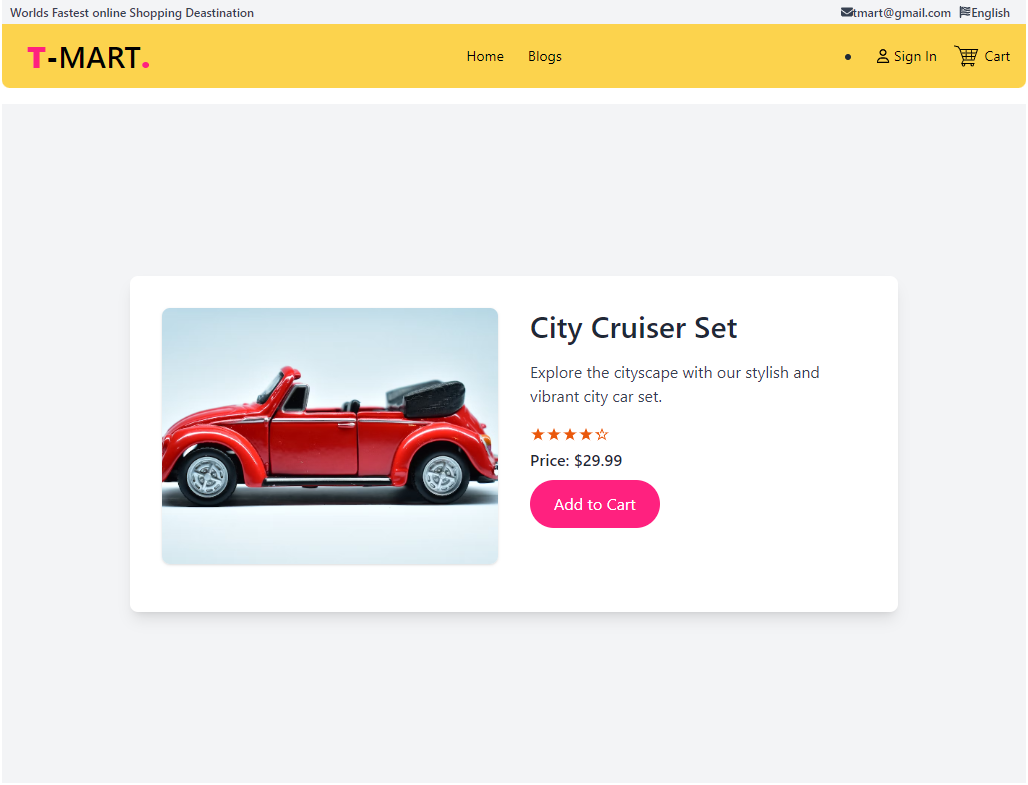 Worlds Fastest online Shopping Deastination
tmart@gmail.com English
T-MART.
Home Blogs
Sign In Cart
City Cruiser Set
Explore the cityscape with our stylish and
vibrant city car set.
★★★★☆
Price: $29.99
Add to Cart